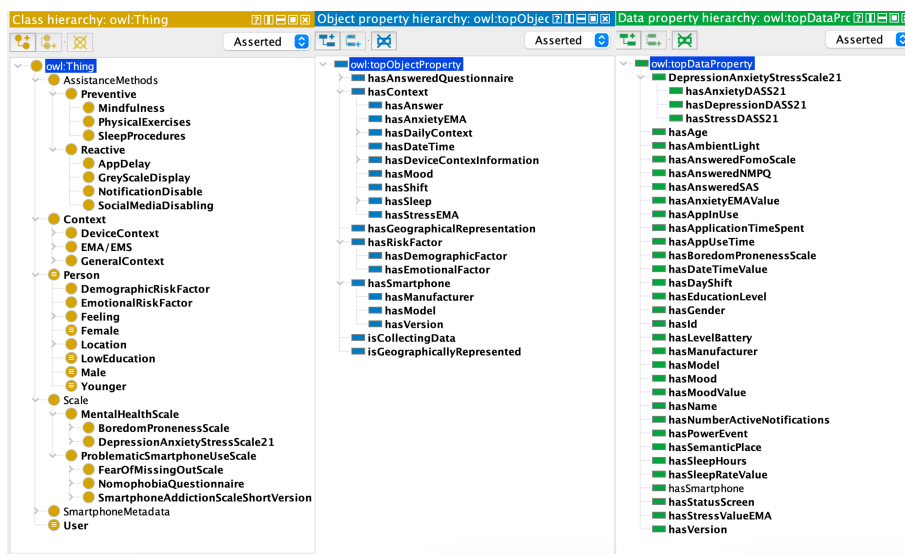 Class hierarchy: owl:Thing
Asserted
owl:Thing
AssistanceMethods
Preventive
Mindfulness
PhysicalExercises
SleepProcedures
Reactive
AppDelay
GreyScaleDisplay
NotificationDisable
SocialMediaDisabling
Context
DeviceContext
EMA/EMS
GeneralContext
Person
DemographicRiskFactor
EmotionalRiskFactor
Feeling
Female
Location
LowEducation
Male
Younger
Scale
MentalHealthScale
BoredomPronenessScale
DepressionAnxietyStressScale21
ProblematicSmartphoneUseScale
FearOfMissingOutScale
NomophobiaQuestionnaire
SmartphoneAddictionScaleShortVersion
SmartphoneMetadata
User
Object property hierarchy: owl:topObjec
Asserted
owl:topObjectProperty
hasAnsweredQuestionnaire
hasContext
hasAnswer
hasAnxietyEMA
hasDailyContext
hasDateTime
hasDeviceContexInformation
hasMood
hasShift
hasSleep
hasStressEMA
hasGeographicalRepresentation
hasRiskFactor
hasDemographicFactor
hasEmotionalFactor
hasSmartphone
hasManufacturer
hasModel
hasVersion
isCollectingData
isGeographicallyRepresented
Data property hierarchy: owl:topDataPrc
Asserted
owl:topDataProperty
DepressionAnxietyStressScale21
hasAnxietyDASS21
hasDepressionDASS21
hasStressDASS21
hasAge
hasAmbientLight
hasAnsweredFomoScale
hasAnsweredNMPQ
hasAnsweredSAS
hasAnxietyEMAValue
hasAppInUse
hasApplicationTimeSpent
hasAppUseTime
hasBoredomPronenessScale
hasDateTimeValue
hasDayShift
hasEducationLevel
hasGender
hasId
hasLevelBattery
hasManufacturer
hasModel
hasMood
hasMoodValue
hasName
hasNumberActiveNotifications
hasPowerEvent
hasSemanticPlace
hasSleepHours
hasSleepRateValue
hasSmartphone
hasStatusScreen
hasStressValueEMA
hasVersion